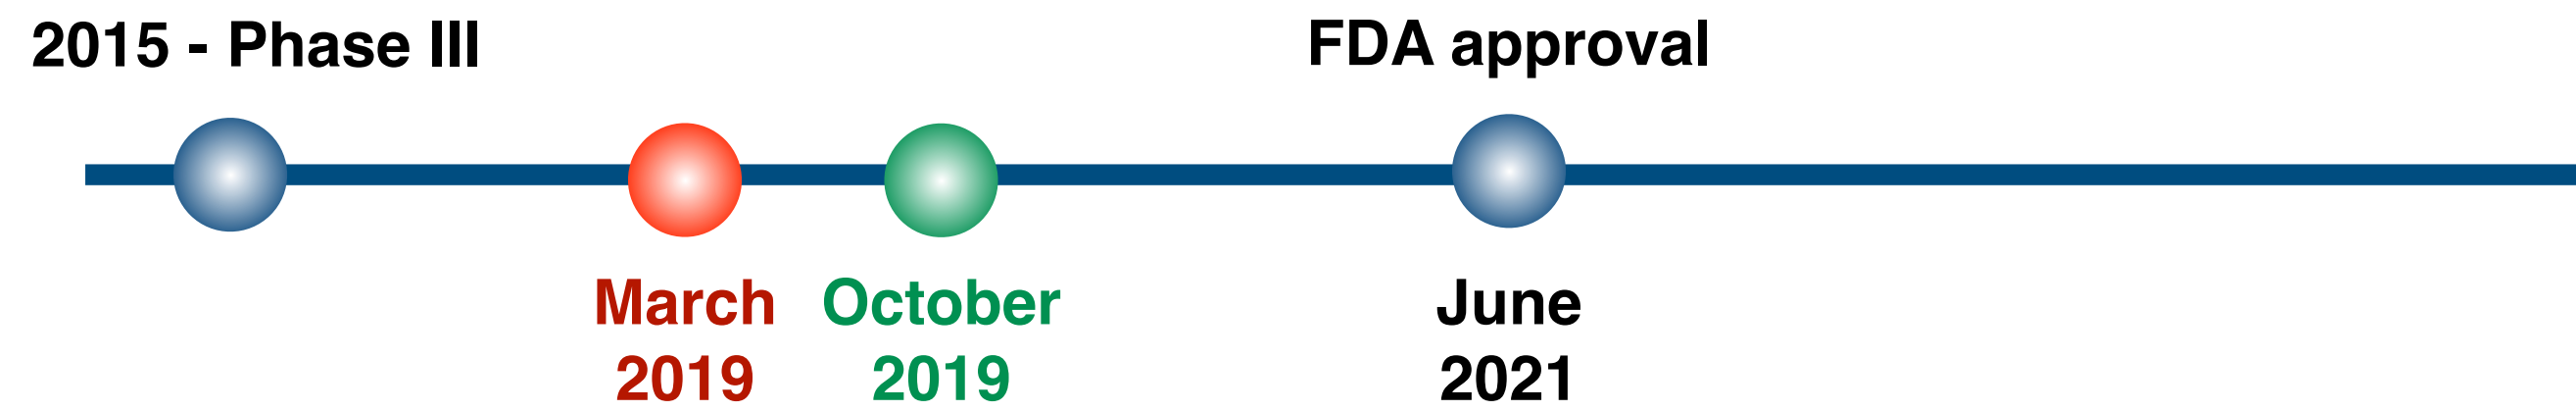 2015 - Phase III
FDA approval
March
2019
October
2019
June
2021